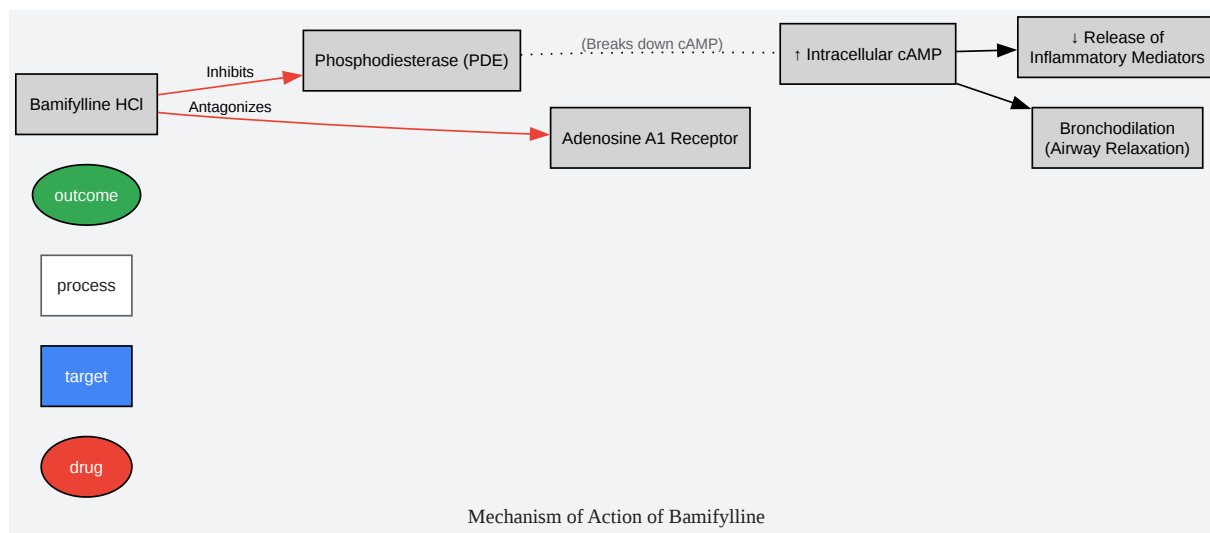 Bamifylline HCl
Inhibits
Antagonizes
Phosphodiesterase (PDE)
(Breaks down cAMP)
Adenosine A1 Receptor
↑ Intracellular cAMP
↓ Release of
Inflammatory Mediators
Bronchodilation
(Airway Relaxation)
outcome
process
target
drug
Mechanism of Action of Bamifylline